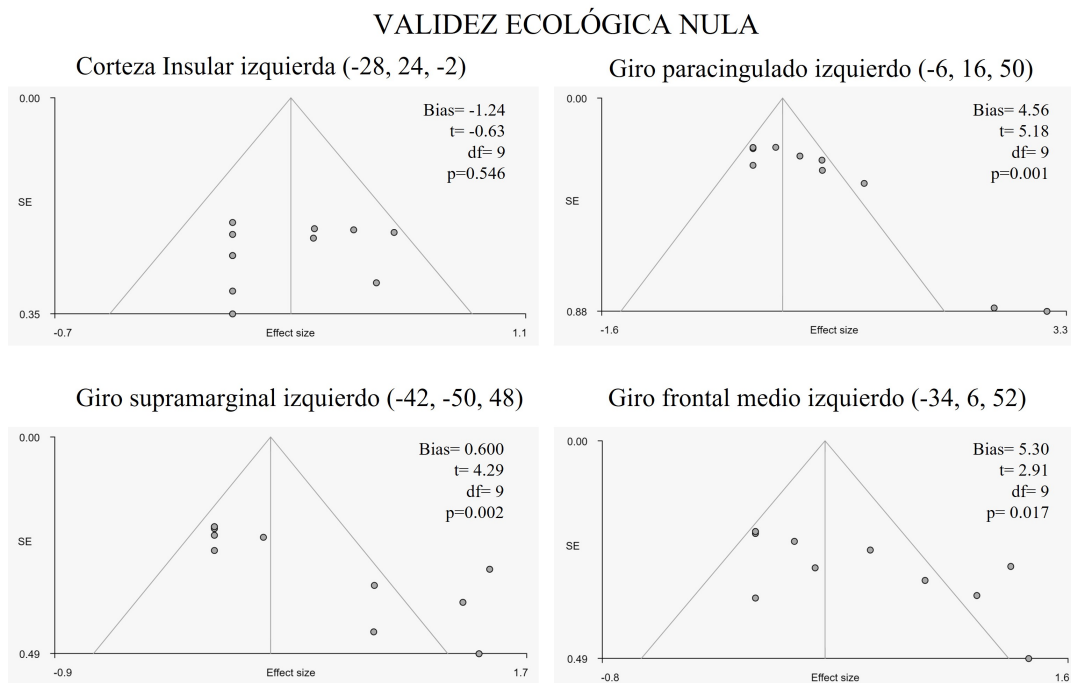 VALIDEZ ECOLÓGICA NULA
Corteza Insular izquierda (-28, 24, -2)
0.00
Bias= -1.24
t= -0.63
df= 9
p=0.546
SE
0.35
-0.7
Effect size
1.1
Giro paracingulado izquierdo (-6, 16, 50)
0.00
Bias= 4.56
t= 5.18
df= 9
p=0.001
SE
0.88
-1.6
Effect size
3.3
Giro supramarginal izquierdo (-42, -50, 48)
0.00
Bias= 0.600
t= 4.29
df= 9
p=0.002
SE
0.49
-0.9
Effect size
1.7
Giro frontal medio izquierdo (-34, 6, 52)
0.00
Bias= 5.30
t= 2.91
df= 9
p= 0.017
SE
0.49
-0.8
Effect size
1.6